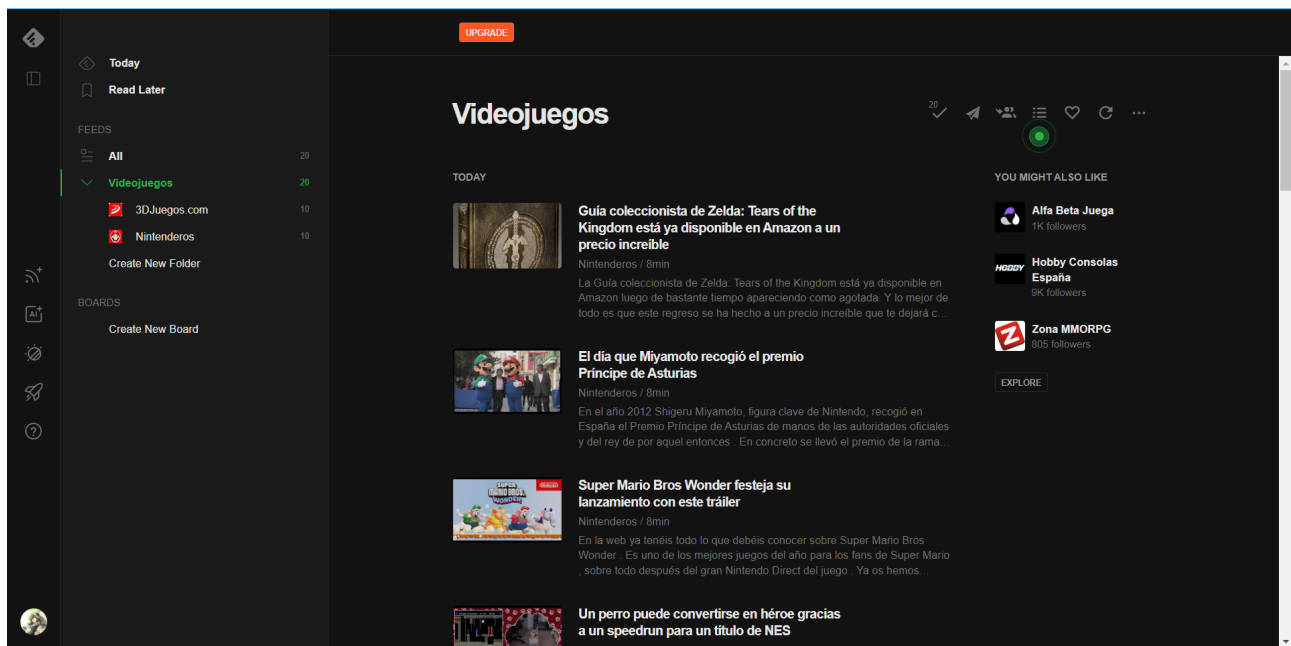 UPGRADE
Today
Read Later
FEEDS
All 20
Videojuegos 20
3DJuegos.com 10
Nintenderos 10
Create New Folder
BOARDS
Create New Board
AI
Videojuegos
20
TODAY
Guía coleccionista de Zelda: Tears of the
Kingdom está ya disponible en Amazon a un
precio increíble
Nintenderos / 8min
La Guía coleccionista de Zelda: Tears of the Kingdom está ya disponible en
Amazon luego de bastante tiempo apareciendo como agotada. Y lo mejor de
todo es que este regreso se ha hecho a un precio increíble que te dejará c...
El día que Miyamoto recogió el premio
Príncipe de Asturias
Nintenderos / 8min
En el año 2012 Shigeru Miyamoto, figura clave de Nintendo, recogió en
España el Premio Príncipe de Asturias de manos de las autoridades oficiales
y del rey de por aquel entonces . En concreto se llevó el premio de la rama...
SUPER
MARIO BROS.
WONDER
Nintendo
Super Mario Bros Wonder festeja su
lanzamiento con este tráiler
Nintenderos / 8min
En la web ya tenéis todo lo que debéis conocer sobre Super Mario Bros
Wonder . Es uno de los mejores juegos del año para los fans de Super Mario
, sobre todo después del gran Nintendo Direct del juego . Ya os hemos...
Un perro puede convertirse en héroe gracias
a un speedrun para un título de NES
YOU MIGHT ALSO LIKE
Alfa Beta Juega
1K followers
HOBBY
Hobby Consolas
España
9K followers
Zona MMORPG
805 followers
EXPLORE